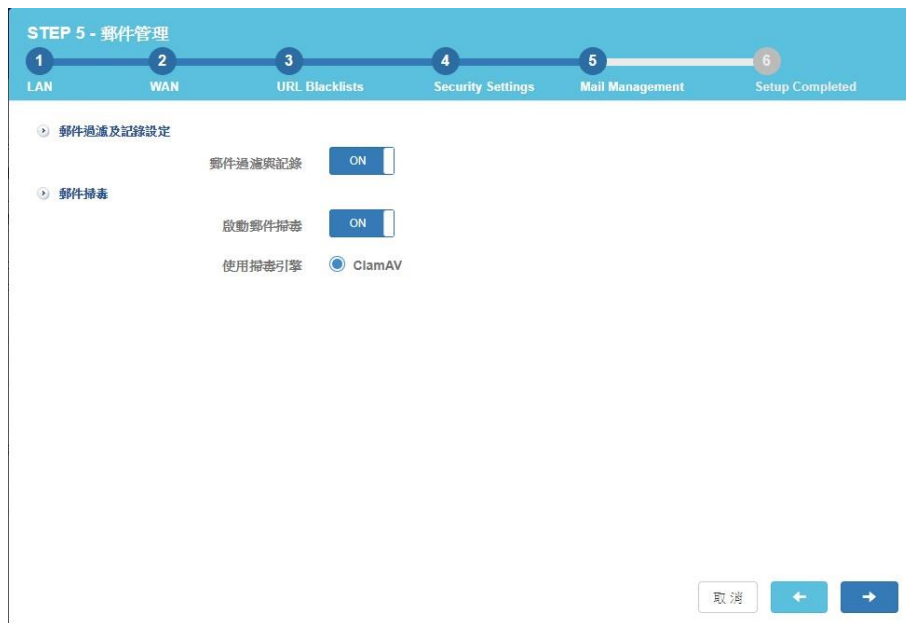 STEP 5 - 郵件管理
1 2 3 4 5 6
LAN WAN URL Blacklists Security Settings Mail Management Setup Completed
郵件過濾及記錄設定
郵件過濾與記錄 ON
郵件掃毒
啟動郵件掃毒 ON
使用掃毒引擎 ClamAV
取消